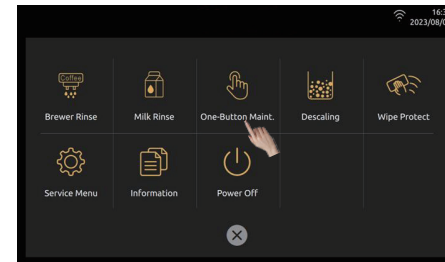 Coffee
Brewer Rinse
Milk Rinse
One-Button Maint.
Descaling
Wipe Protect
Service Menu
Information
Power Off